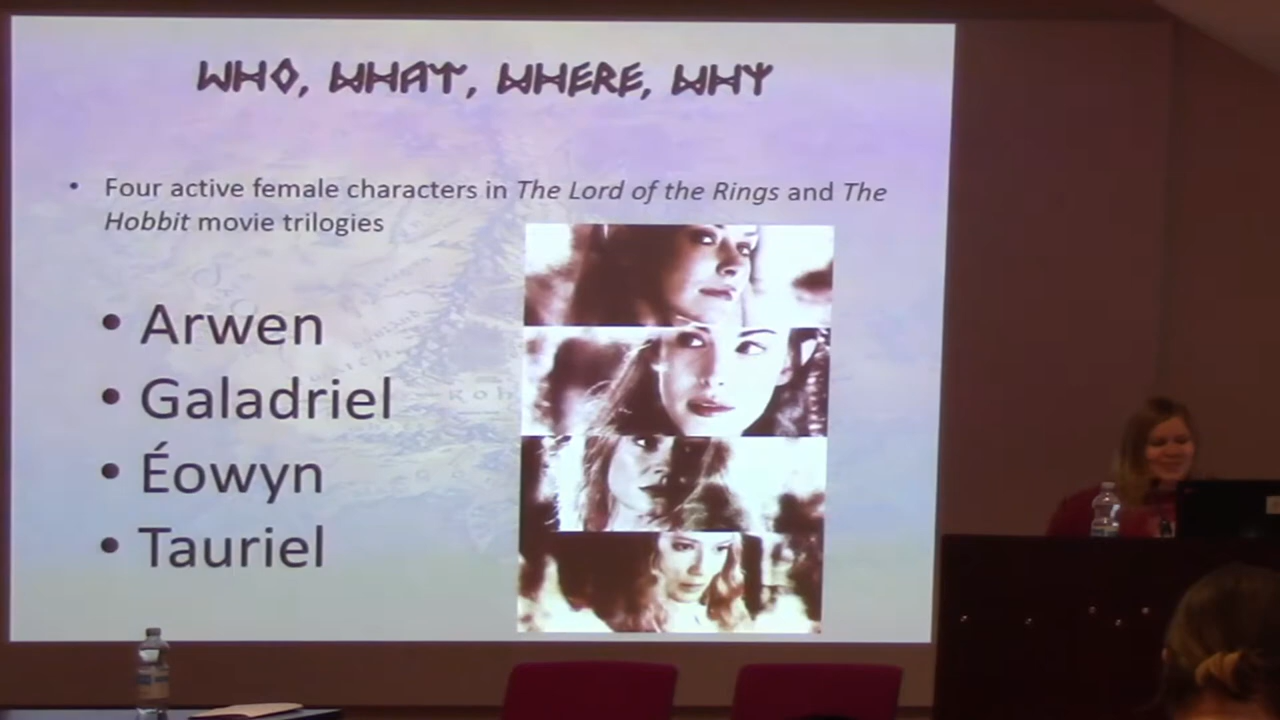 WHO, WHAT, WHERE, WHY
• Four active female characters in The Lord of the Rings and The
Hobbit movie trilogies
• Arwen
• Galadriel
• Éowyn
• Tauriel
Roh